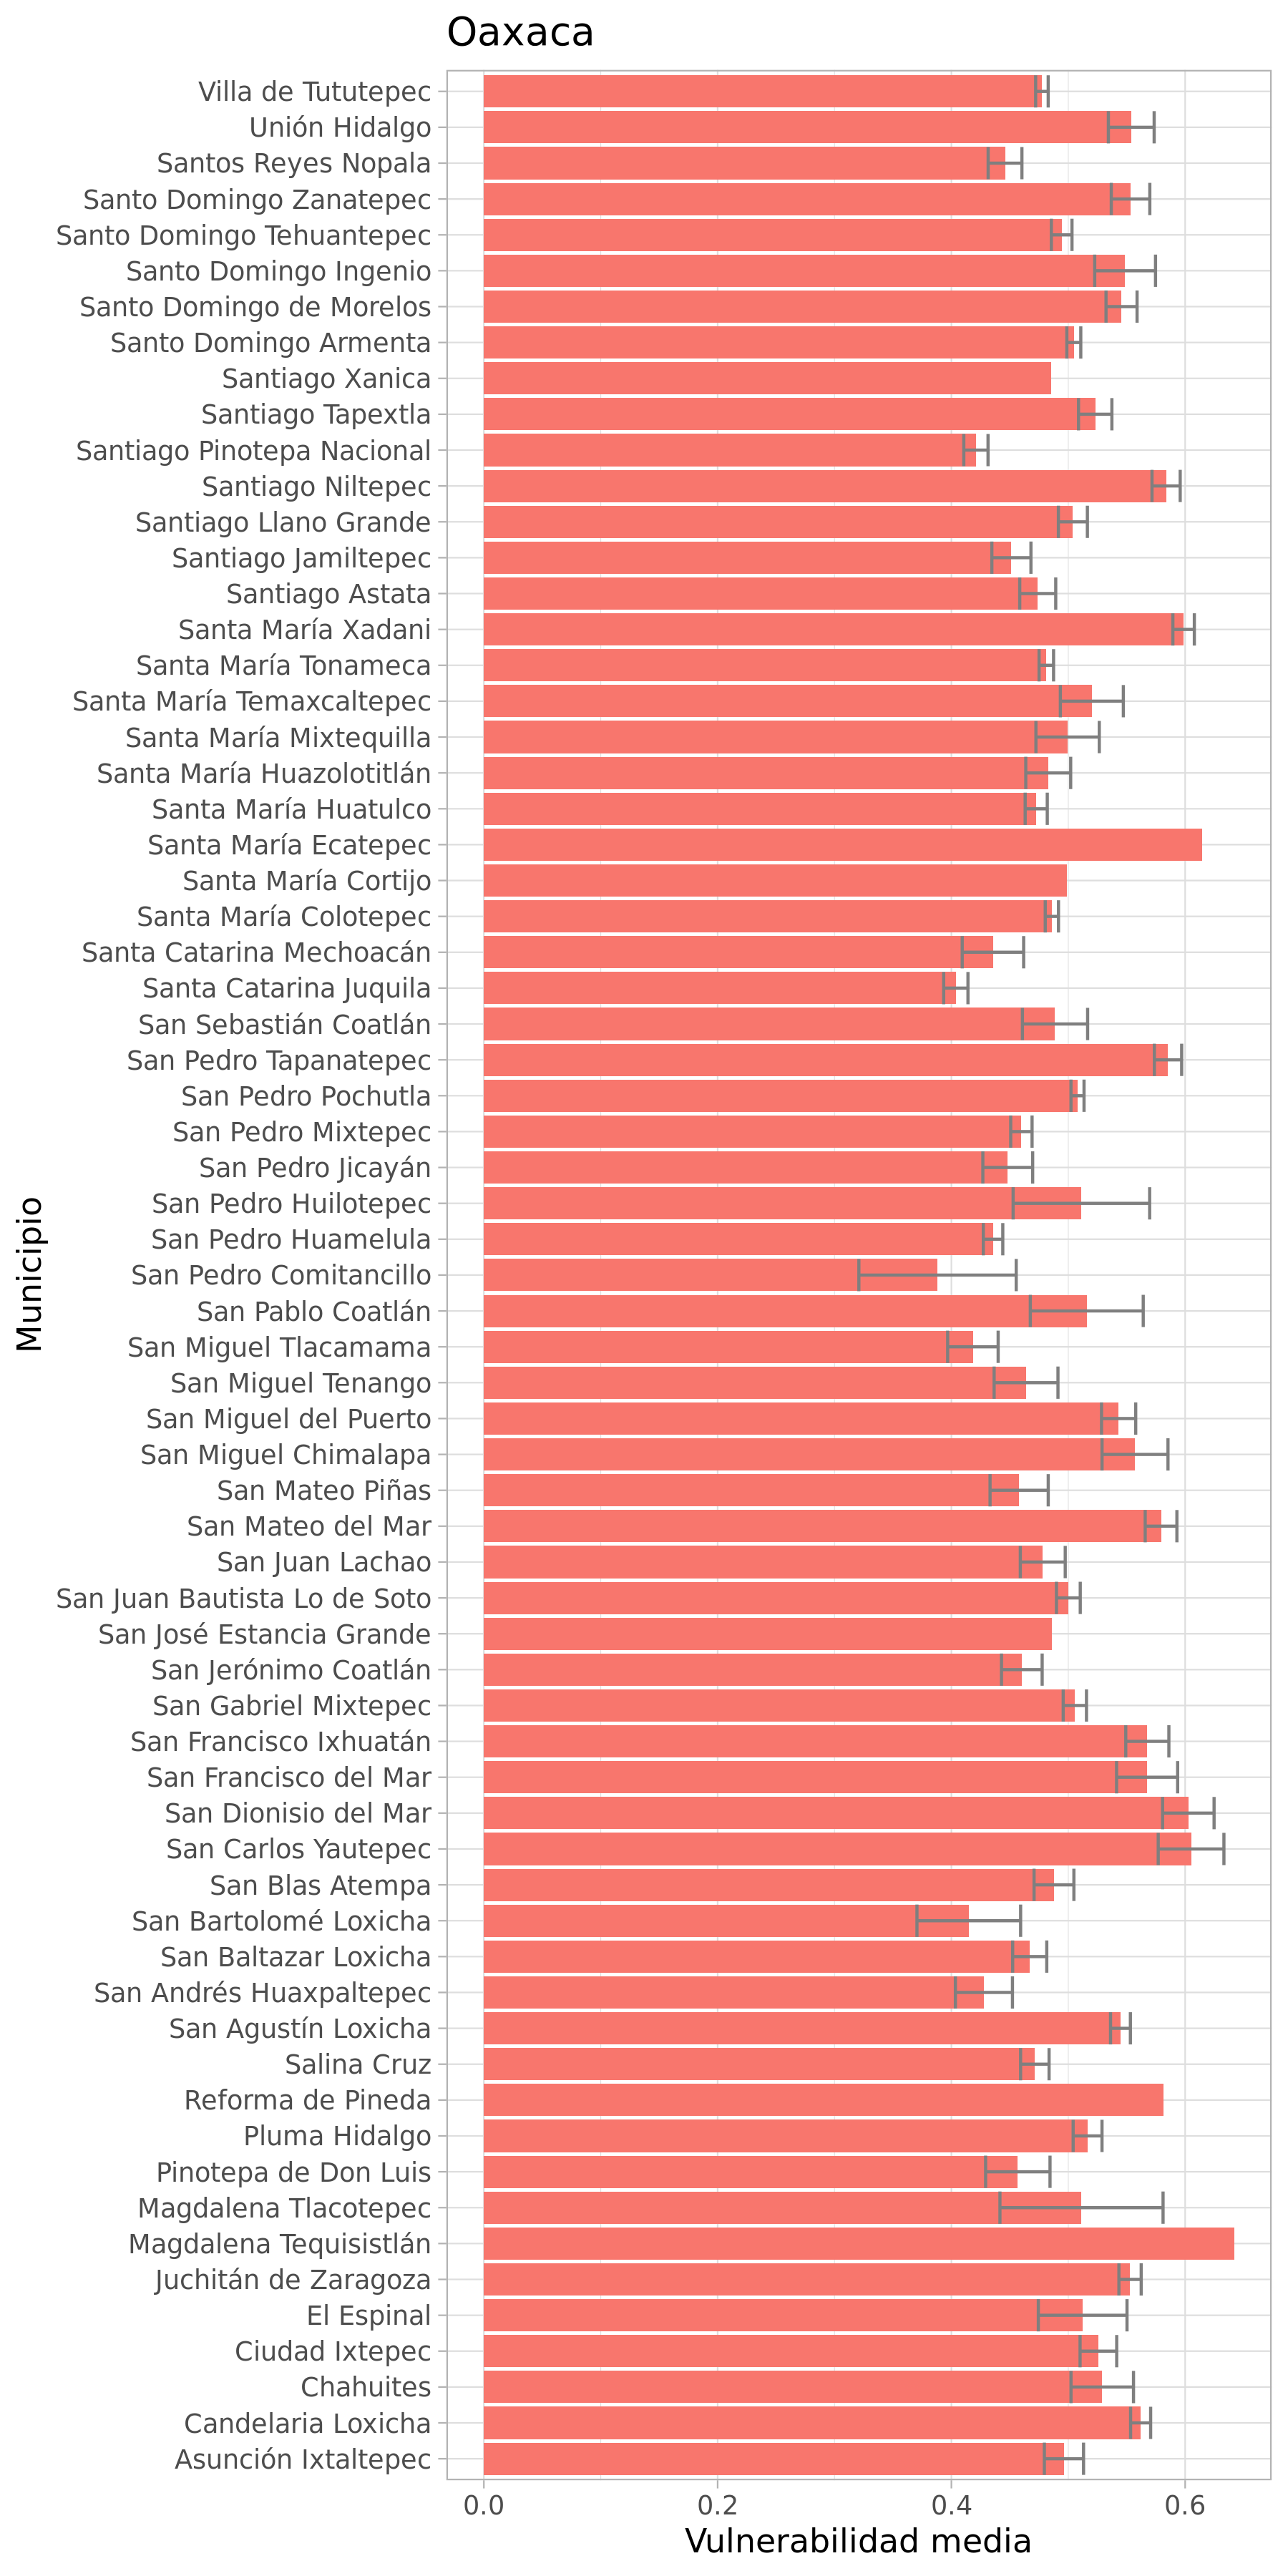 Oaxaca
Villa de Tututepec
Unión Hidalgo
Santos Reyes Nopala
Santo Domingo Zanatepec
Santo Domingo Tehuantepec
Santo Domingo Ingenio
Santo Domingo de Morelos
Santo Domingo Armenta
Santiago Xanica
Santiago Tapextla
Santiago Pinotepa Nacional
Santiago Niltepec
Santiago Llano Grande
Santiago Jamiltepec
Santiago Astata
Santa María Xadani
Santa María Tonameca
Santa María Temaxcaltepec
Santa María Mixtequilla
Santa María Huazolotitlán
Santa María Huatulco
Santa María Ecatepec
Santa María Cortijo
Santa María Colotepec
Santa Catarina Mechoacán
Santa Catarina Juquila
San Sebastián Coatlán
San Pedro Tapanatepec
San Pedro Pochutla
San Pedro Mixtepec
San Pedro Jicayán
San Pedro Huilotepec
San Pedro Huamelula
San Pedro Comitancillo
San Pablo Coatlán
San Miguel Tlacamama
San Miguel Tenango
San Miguel del Puerto
San Miguel Chimalapa
San Mateo Piñas
San Mateo del Mar
San Juan Lachao
San Juan Bautista Lo de Soto
San José Estancia Grande
San Jerónimo Coatlán
San Gabriel Mixtepec
San Francisco Ixhuatán
San Francisco del Mar
San Dionisio del Mar
San Carlos Yautepec
San Blas Atempa
San Bartolomé Loxicha
San Baltazar Loxicha
San Andrés Huaxpaltepec
San Agustín Loxicha
Salina Cruz
Reforma de Pineda
Pluma Hidalgo
Pinotepa de Don Luis
Magdalena Tlacotepec
Magdalena Tequisistlán
Juchitán de Zaragoza
El Espinal
Ciudad Ixtepec
Chahuites
Candelaria Loxicha
Asunción Ixtaltepec
Municipio
0.0 0.2 0.4 0.6
Vulnerabilidad media